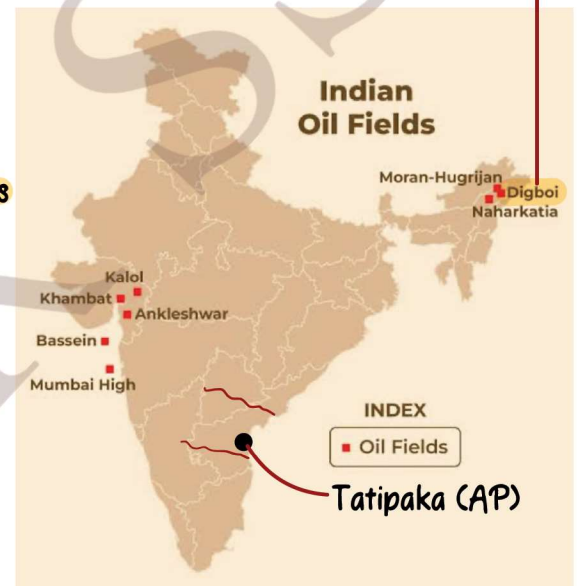 Indian
Oil Fields
s
Moran-Hugrijan
Digboi
Naharkatia
Kalol
Khambat
Ankleshwar
Bassein
Mumbai High
INDEX
Oil Fields
Tatipaka (AP)